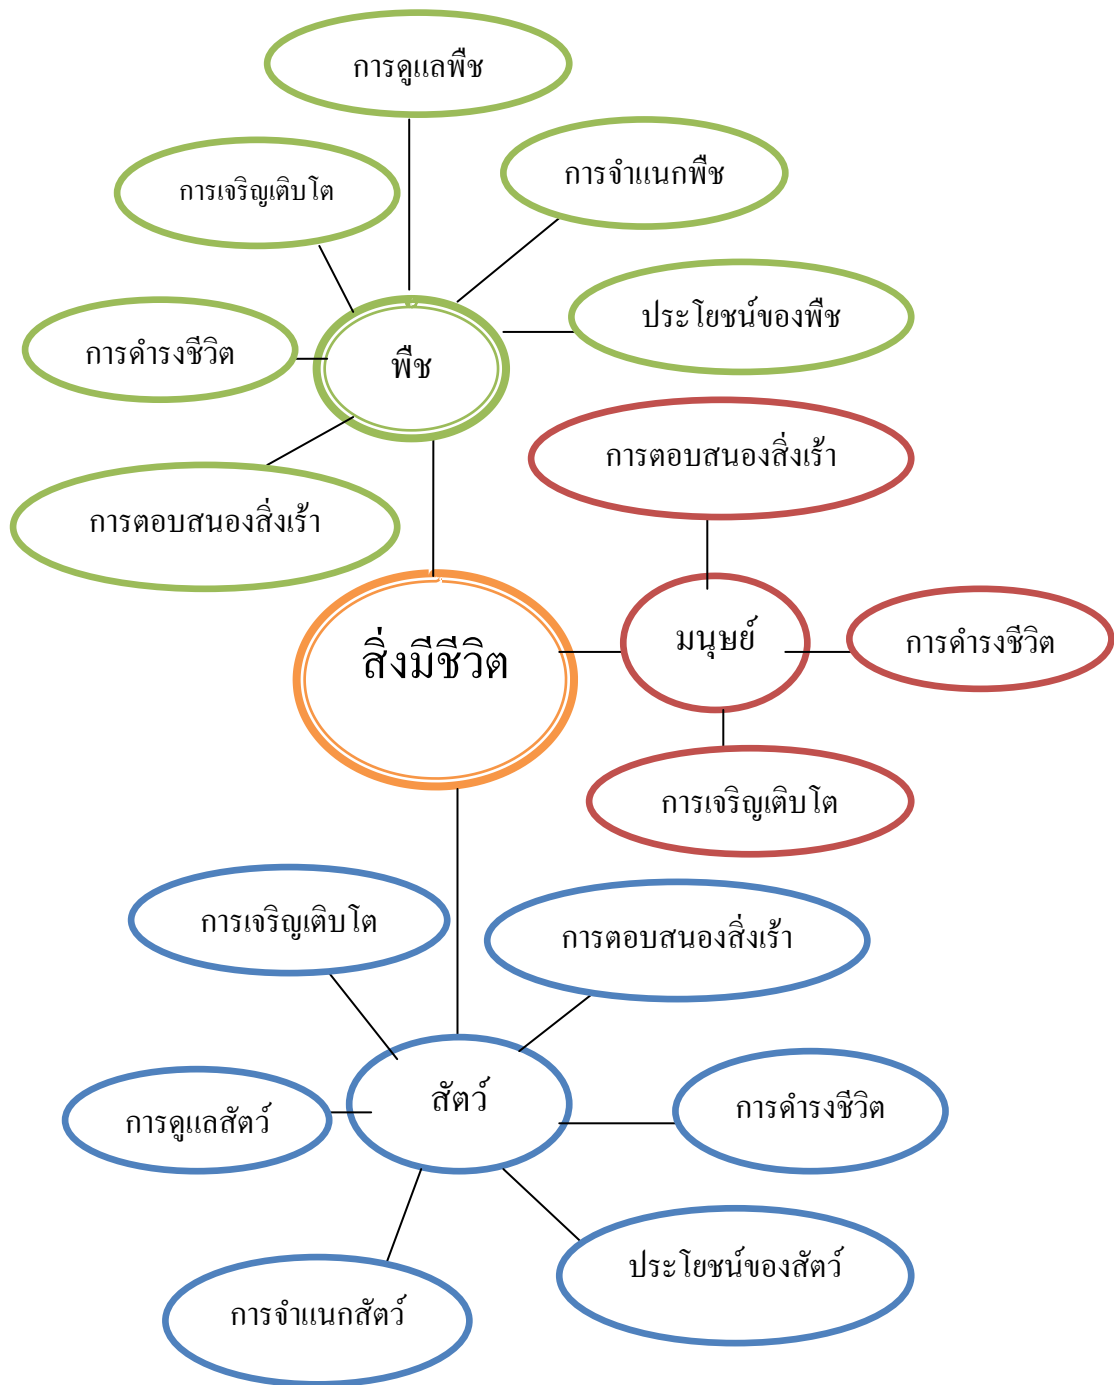 การดูแลพืช
การจำแนกพืช
การเจริญเติบโต
ประโยชน์ของพืช
การดำรงชีวิต
พืช
การตอบสนองสิ่งเร้า
การตอบสนองสิ่งเร้า
สิ่งมีชีวิต
มนุษย์
การดำรงชีวิต
การเจริญเติบโต
การเจริญเติบโต
การตอบสนองสิ่งเร้า
สัตว์
การดำรงชีวิต
การดูแลสัตว์
ประโยชน์ของสัตว์
การจำแนกสัตว์